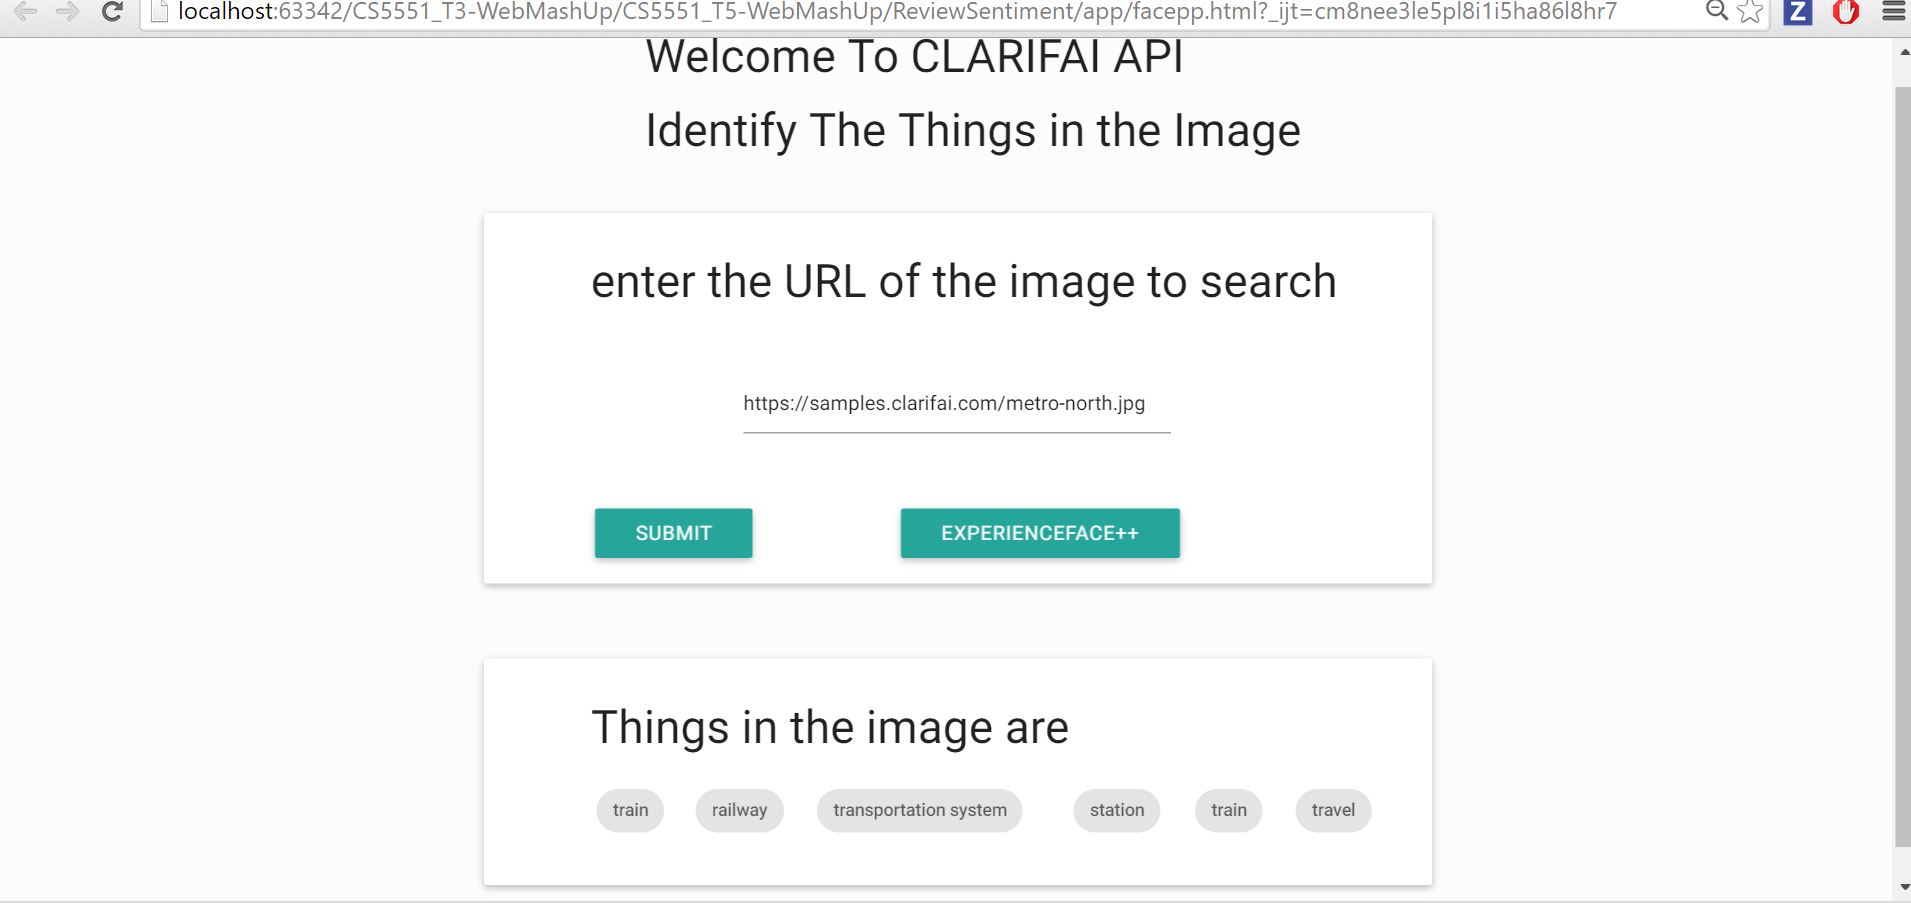 localhost:63342/CS5551_T3-WebMashUp/CS5551_T5-WebMashUp/ReviewSentiment/app/facepp.html?_ijt=cm8nee3le5pl8i1i5ha86l8hr7
Z
Welcome To CLARIFAI API
Identify The Things in the Image
enter the URL of the image to search
https://samples.clarifai.com/metro-north.jpg
SUBMIT EXPERIENCEFACE++
Things in the image are
train railway transportation system station train travel